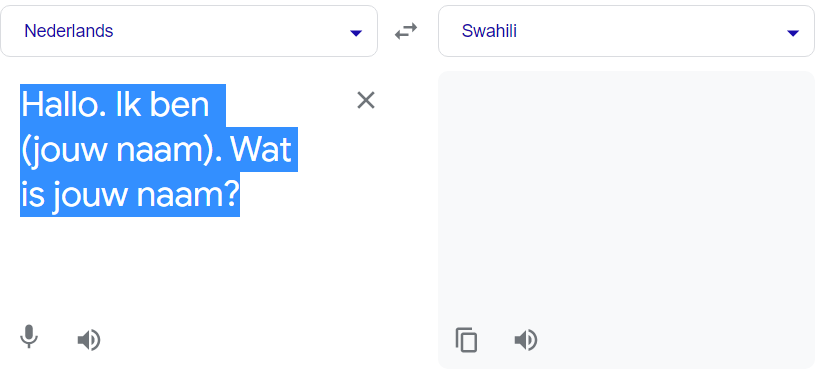 Nederlands
Swahili
Hallo. Ik ben
(jouw naam). Wat
is jouw naam?